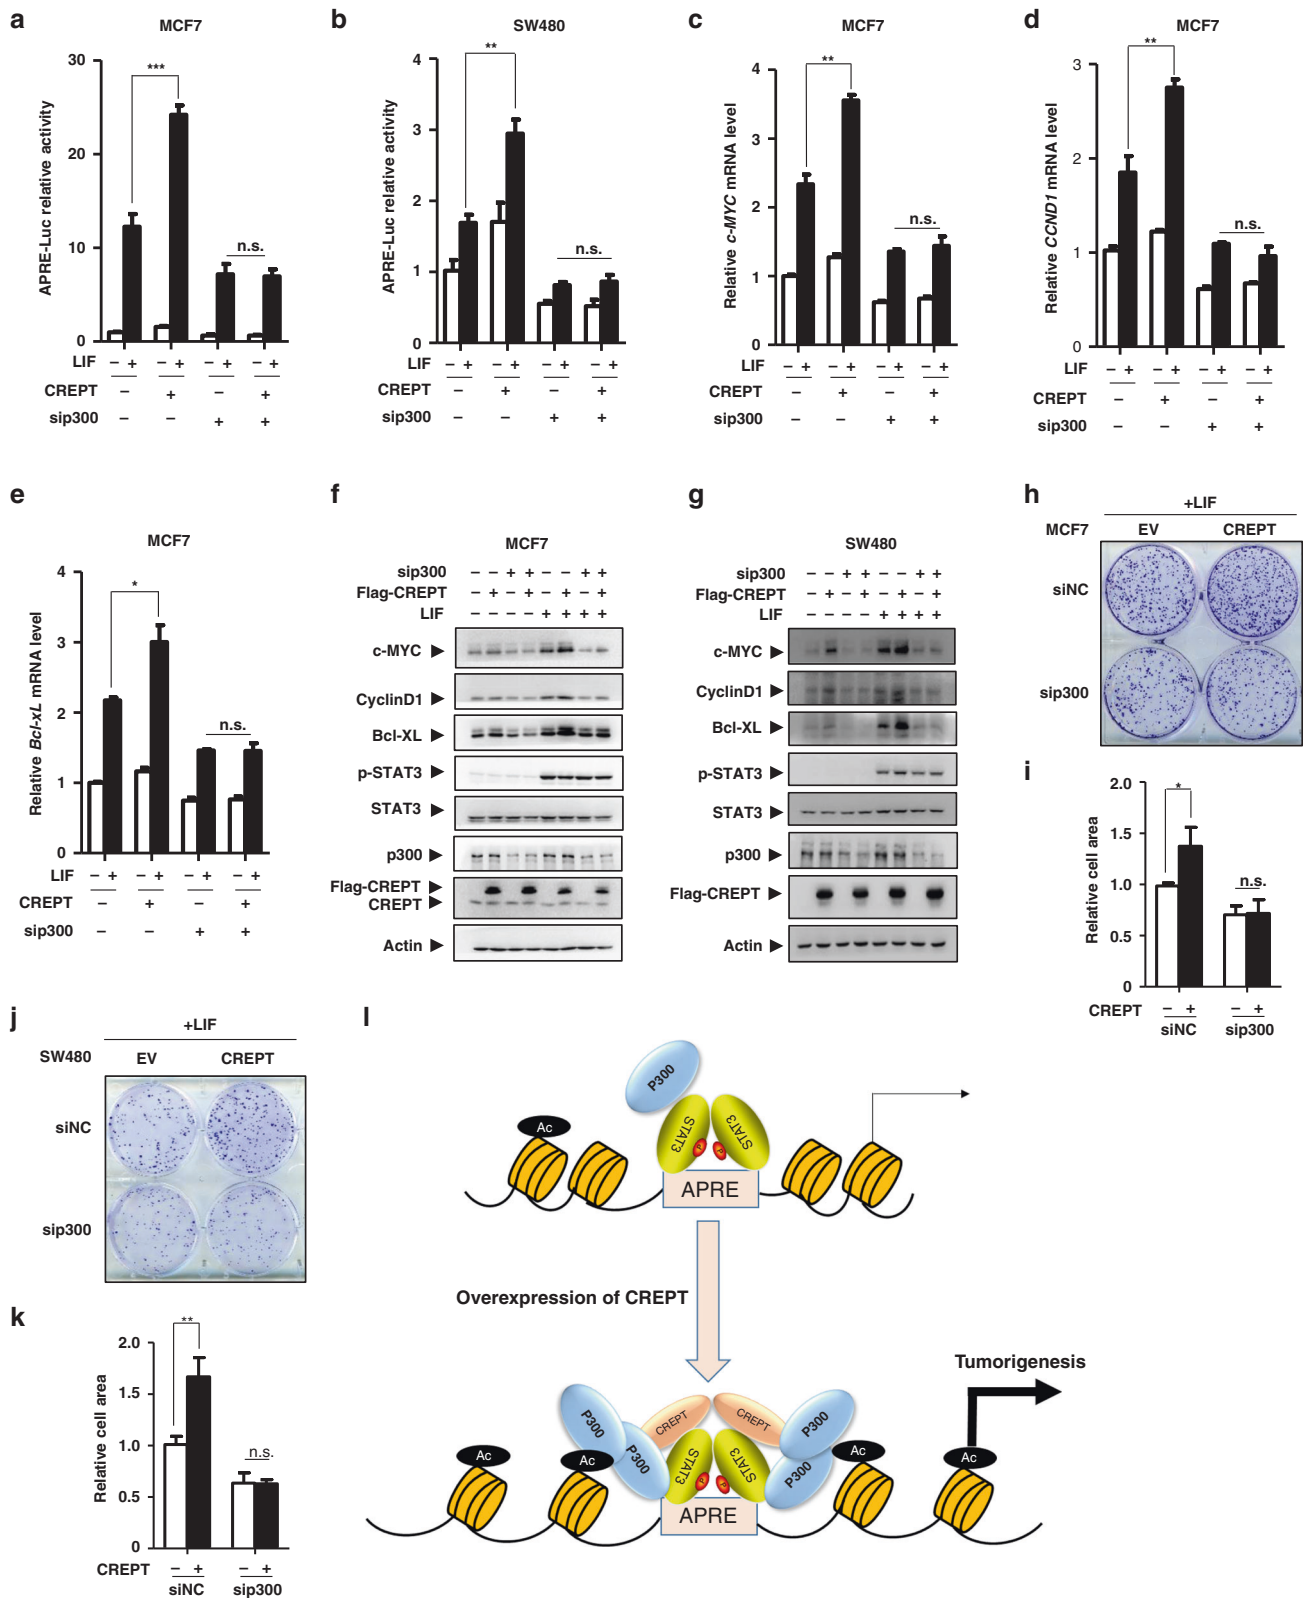 a
MCF7
APRE-Luc relative activity
30
20
10
0
***
n.s.
LIF – + – + – + – +
CREPT – + – +
sip300 – – + +
b
SW480
APRE-Luc relative activity
4
3
2
1
0
**
n.s.
LIF – + – + – + – +
CREPT – + – +
sip300 – – + +
c
MCF7
Relative c-MYC mRNA level
4
3
2
1
0
**
n.s.
LIF – + – + – + – +
CREPT – + – +
sip300 – – + +
d
MCF7
Relative CCND1 mRNA level
3
2
1
0
**
n.s.
LIF – + – + – + – +
CREPT – + – +
sip300 – – + +
e
MCF7
Relative Bcl-xL mRNA level
4
3
2
1
0
*
n.s.
LIF – + – + – + – +
CREPT – + – +
sip300 – – + +
f
MCF7
sip300 – – + + – – + +
Flag-CREPT – + – + – + – +
LIF – – – – + + + +
c-MYC
CyclinD1
Bcl-XL
p-STAT3
STAT3
p300
Flag-CREPT
CREPT
Actin
g
SW480
sip300 – – + + – – + +
Flag-CREPT – + – + – + – +
LIF – – – – + + + +
c-MYC
CyclinD1
Bcl-XL
p-STAT3
STAT3
p300
Flag-CREPT
Actin
h
+LIF
MCF7 EV CREPT
siNC
sip300
i
Relative cell area
2.0
1.5
1.0
0.5
0
*
n.s.
CREPT – + – +
siNC sip300
j
+LIF
SW480 EV CREPT
siNC
sip300
k
Relative cell area
2.0
1.5
1.0
0.5
0
**
n.s.
CREPT – + – +
siNC sip300
l
P300
STAT3
STAT3
P
P
Ac
APRE
Overexpression of CREPT
Tumorigenesis
P300
CREPT
CREPT
P300
P300
STAT3
STAT3
P300
P
P
Ac
Ac
Ac
Ac
APRE